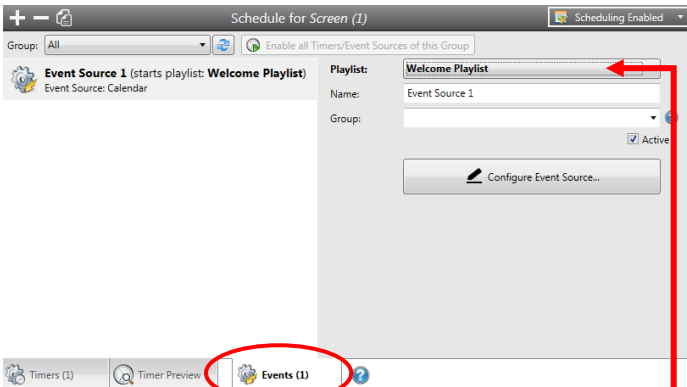 Schedule for Screen (1)
Scheduling Enabled
Group: All
Enable all Timers/Event Sources of this Group
Event Source 1 (starts playlist: Welcome Playlist)
Event Source: Calendar
Playlist: Welcome Playlist
Name: Event Source 1
Group:
Active
Configure Event Source...
Timers (1)
Timer Preview
Events (1)